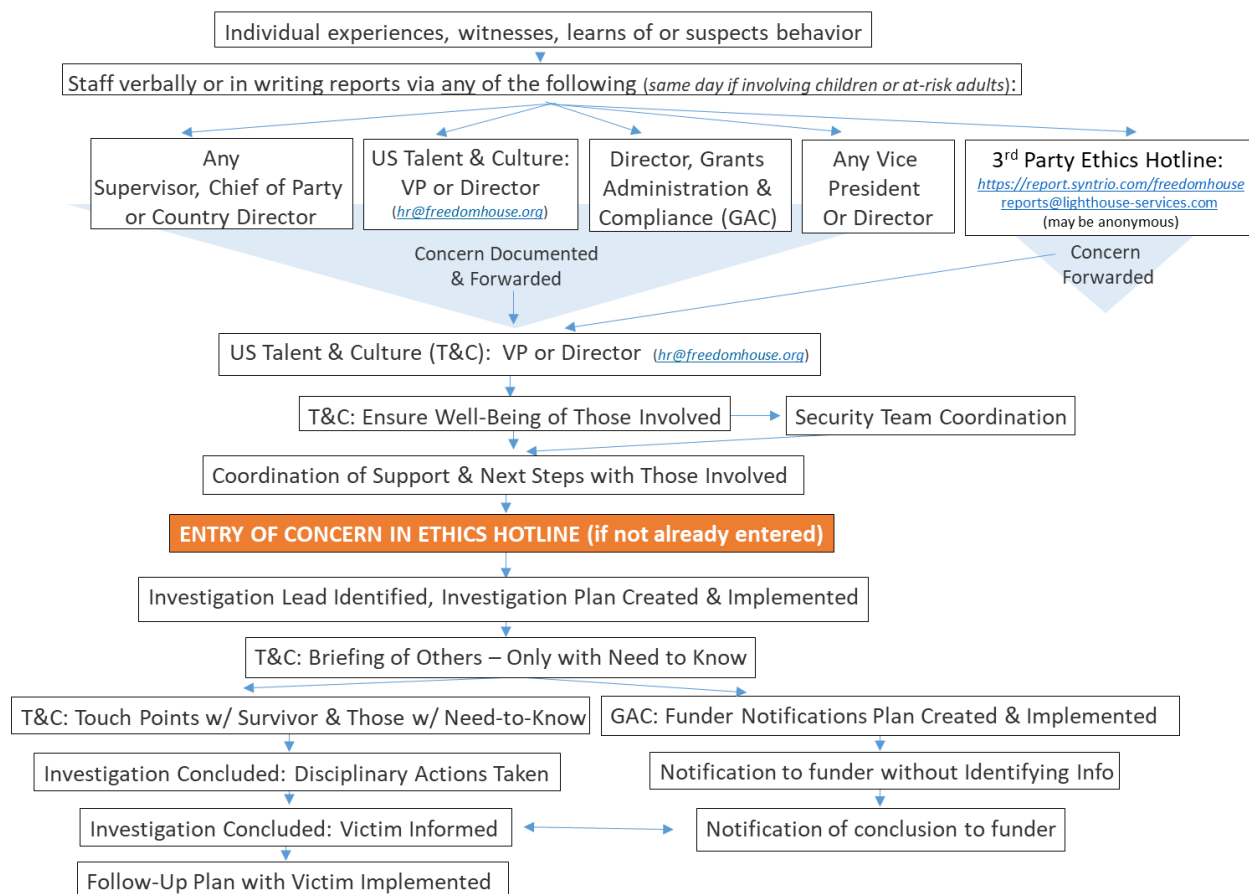 Individual experiences, witnesses, learns of or suspects behavior
Staff verbally or in writing reports via any of the following (same day if involving children or at-risk adults):
Any
Supervisor, Chief of Party
or Country Director
US Talent & Culture:
VP or Director
(hr@freedomhouse.org)
Director, Grants
Administration &
Compliance (GAC)
Any Vice
President
Or Director
3rd Party Ethics Hotline:
https://report.syntrio.com/freedomhouse
reports@lighthouse-services.com
(may be anonymous)
Concern Documented
& Forwarded
Concern
Forwarded
US Talent & Culture (T&C): VP or Director (hr@freedomhouse.org)
T&C: Ensure Well-Being of Those Involved
Security Team Coordination
Coordination of Support & Next Steps with Those Involved
ENTRY OF CONCERN IN ETHICS HOTLINE (if not already entered)
Investigation Lead Identified, Investigation Plan Created & Implemented
T&C: Briefing of Others – Only with Need to Know
T&C: Touch Points w/ Survivor & Those w/ Need-to-Know
GAC: Funder Notifications Plan Created & Implemented
Investigation Concluded: Disciplinary Actions Taken
Notification to funder without Identifying Info
Investigation Concluded: Victim Informed
Notification of conclusion to funder
Follow-Up Plan with Victim Implemented